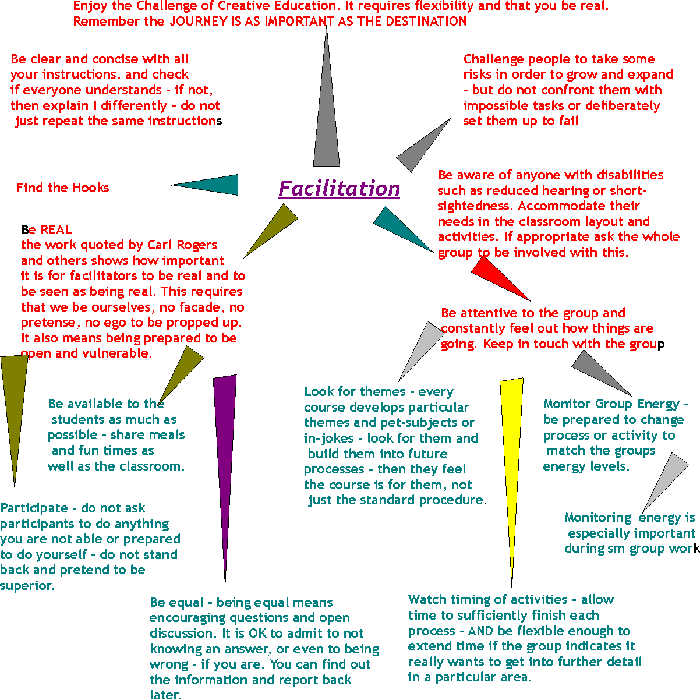 Enjoy the Challenge of Creative Education. It requires flexibility and that you be real.
Remember the JOURNEY IS AS IMPORTANT AS THE DESTINATION
Be clear and concise with all
your instructions. and check
if everyone understands - if not,
then explain I differently - do not
just repeat the same instructions
Challenge people to take some
risks in order to grow and expand
- but do not confront them with
impossible tasks or deliberately
set them up to fail
Find the Hooks
Facilitation
Be aware of anyone with disabilities
such as reduced hearing or short-
sightedness. Accommodate their
needs in the classroom layout and
activities. If appropriate ask the whole
group to be involved with this.
Be REAL
the work quoted by Carl Rogers
and others shows how important
it is for facilitators to be real and to
be seen as being real. This requires
that we be ourselves, no facade, no
pretense, no ego to be propped up.
It also means being prepared to be
open and vulnerable.
Be attentive to the group and
constantly feel out how things are
going. Keep in touch with the group
Be available to the
students as much as
possible - share meals
and fun times as
well as the classroom.
Look for themes - every
course develops particular
themes and pet-subjects or
in-jokes - look for them and
build them into future
processes - then they feel
the course is for them, not
just the standard procedure.
Monitor Group Energy -
be prepared to change
process or activity to
match the groups
energy levels.
Participate - do not ask
participants to do anything
you are not able or prepared
to do yourself - do not stand
back and pretend to be
superior.
Monitoring energy is
especially important
during sm group work
Be equal - being equal means
encouraging questions and open
discussion. It is OK to admit to not
knowing an answer, or even to being
wrong - if you are. You can find out
the information and report back
later.
Watch timing of activities - allow
time to sufficiently finish each
process - AND be flexible enough to
extend time if the group indicates it
really wants to get into further detail
in a particular area.